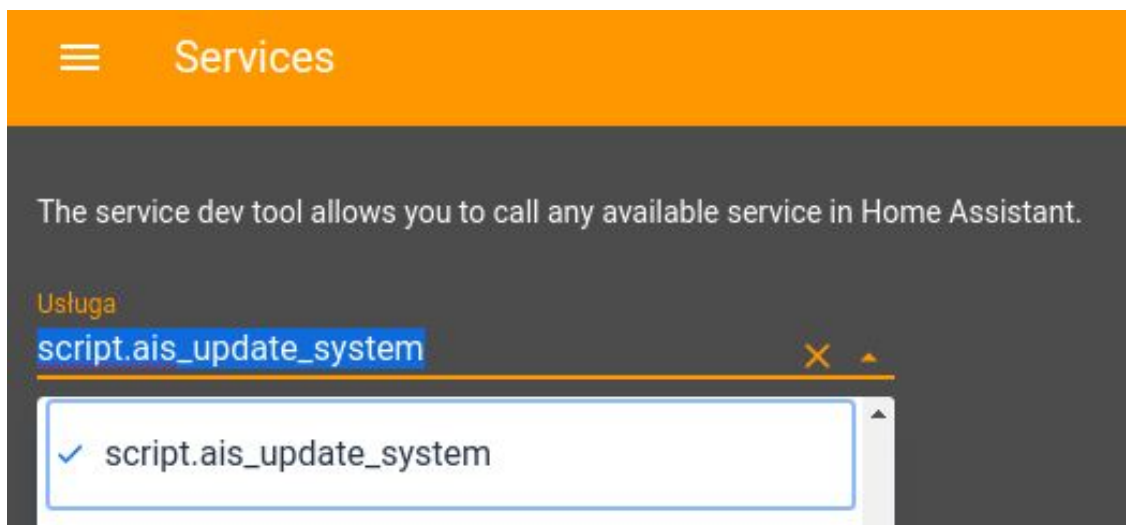 Services
The service dev tool allows you to call any available service in Home Assistant.
Usługa
script.ais_update_system
script.ais_update_system